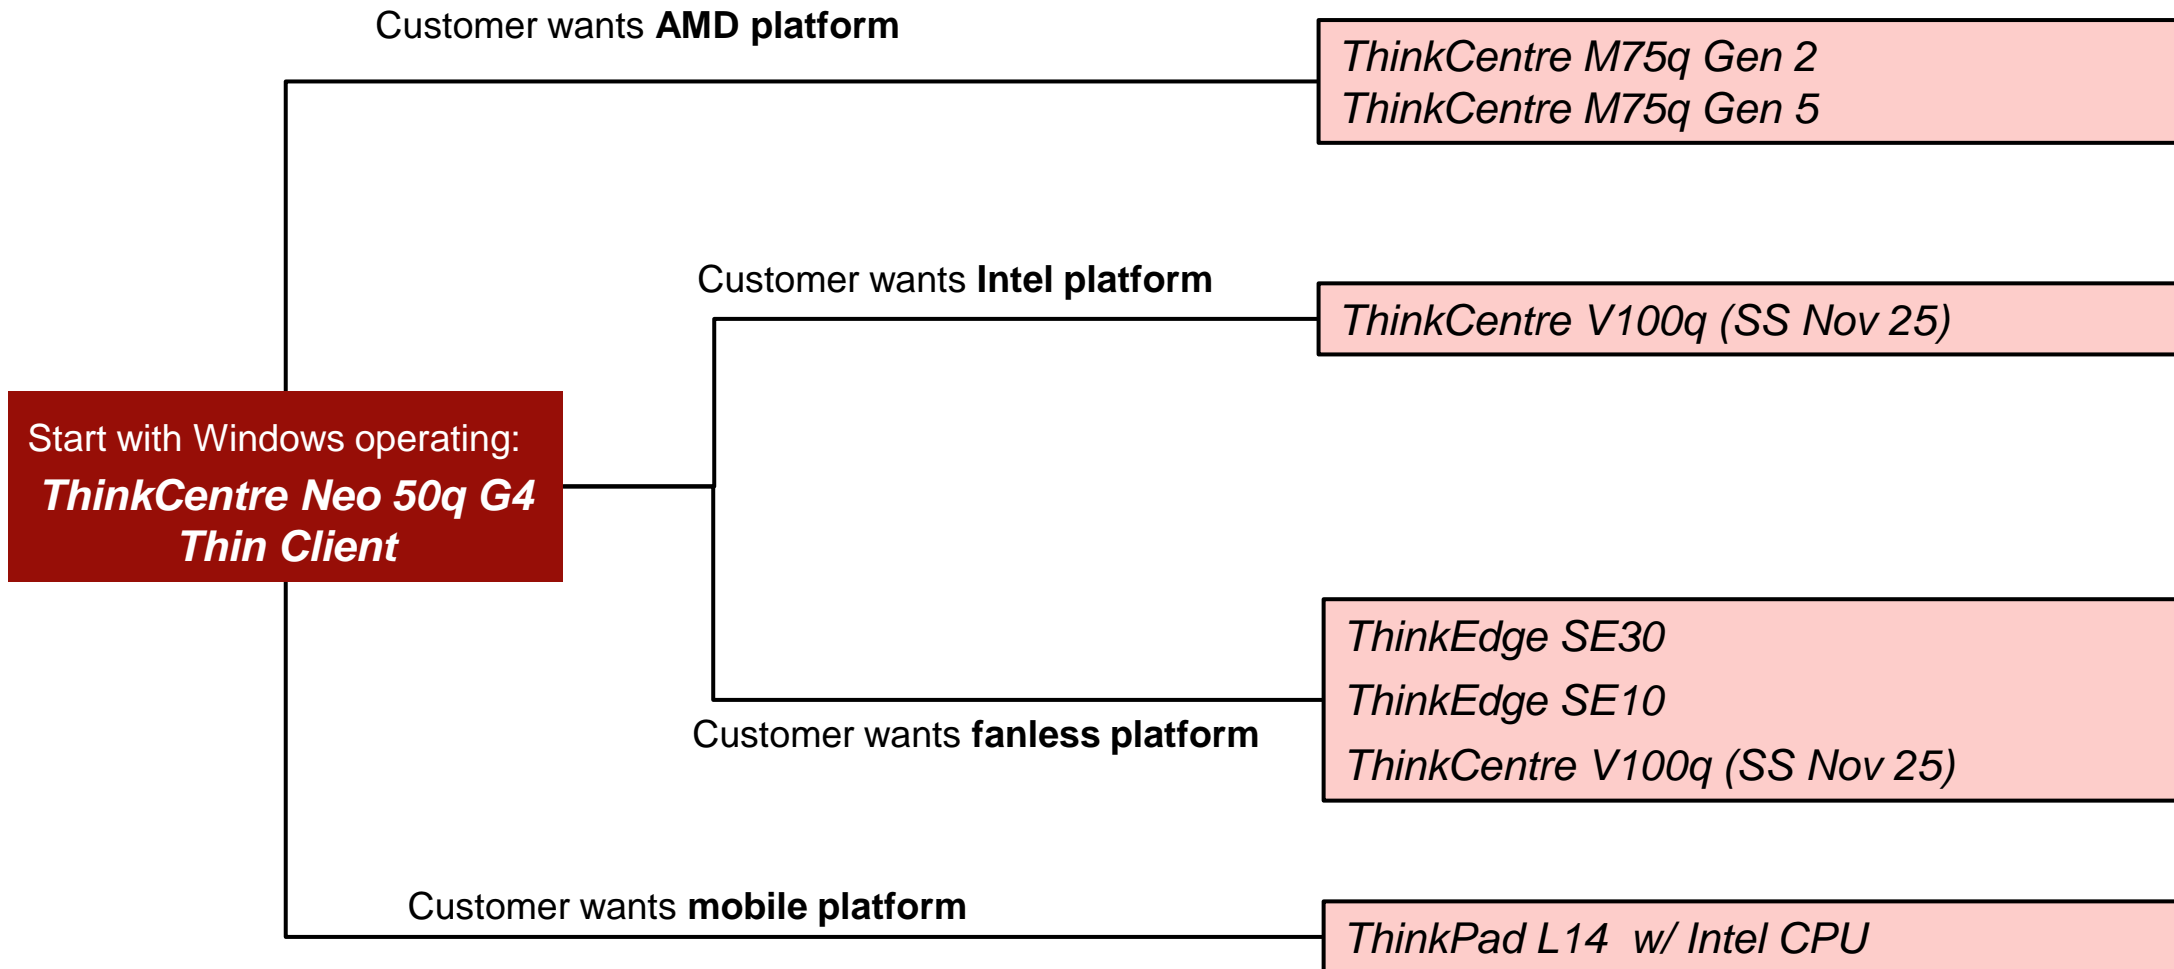 Customer wants AMD platform
ThinkCentre M75q Gen 2
ThinkCentre M75q Gen 5
Customer wants Intel platform
ThinkCentre V100q (SS Nov 25)
Start with Windows operating:
ThinkCentre Neo 50q G4
Thin Client
ThinkEdge SE30
ThinkEdge SE10
ThinkCentre V100q (SS Nov 25)
Customer wants fanless platform
Customer wants mobile platform
ThinkPad L14 w/ Intel CPU